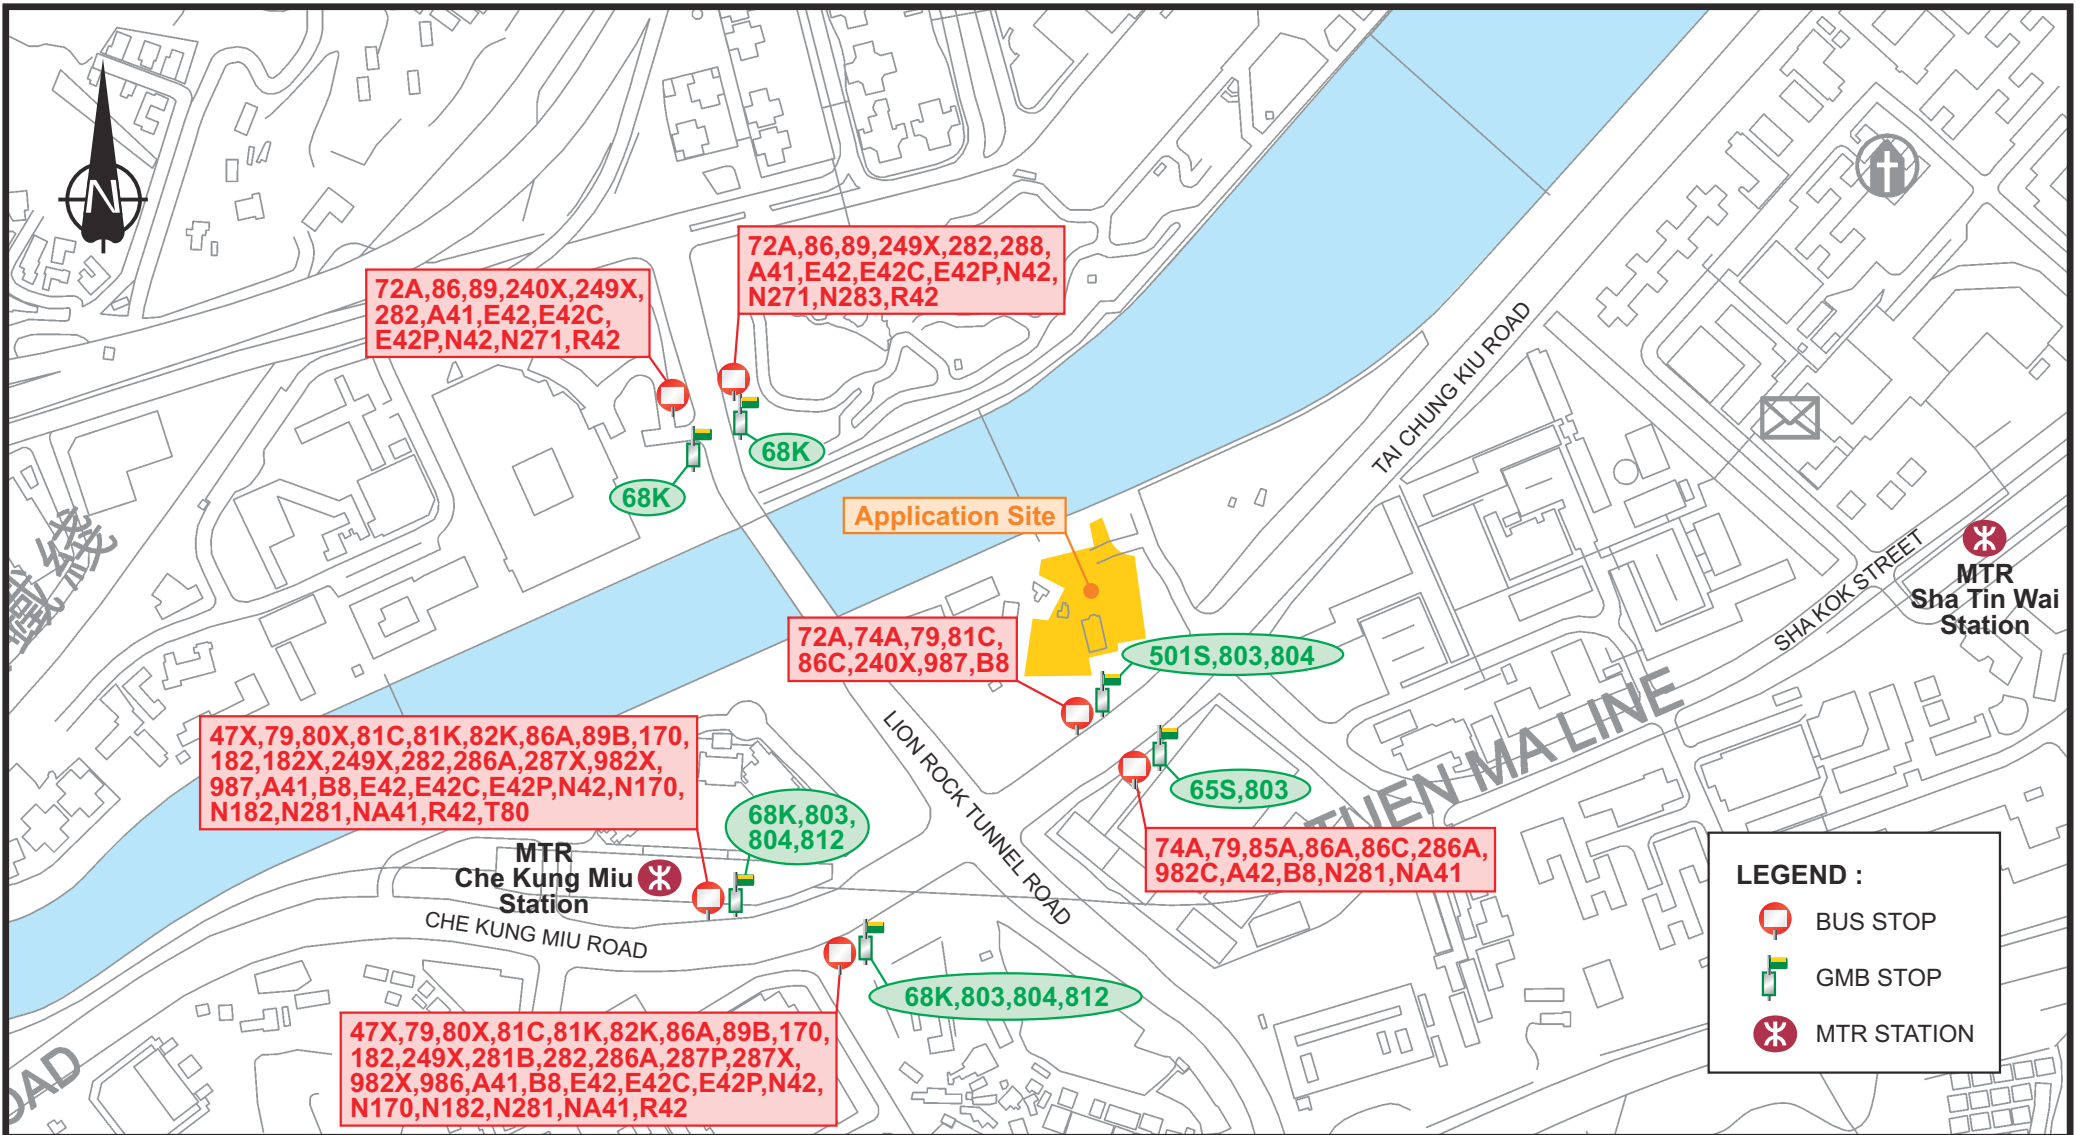 N
72A,86,89,249X,282,288,
A41,E42,E42C,E42P,N42,
N271,N283,R42
72A,86,89,240X,249X,
282,A41,E42,E42C,
E42P,N42,N271,R42
68K
68K
TAI CHUNG KIU ROAD
Application Site
鐵綫
MTR
Sha Tin Wai
Station
SHA KOK STREET
72A,74A,79,81C,
86C,240X,987,B8
501S,803,804
LION ROCK TUNNEL ROAD
TUEN MA LINE
65S,803
47X,79,80X,81C,81K,82K,86A,89B,170,
182,182X,249X,282,286A,287X,982X,
987,A41,B8,E42,E42C,E42P,N42,N170,
N182,N281,NA41,R42,T80
68K,803,
804,812
74A,79,85A,86A,86C,286A,
982C,A42,B8,N281,NA41
MTR
Che Kung Miu
Station
CHE KUNG MIU ROAD
68K,803,804,812
47X,79,80X,81C,81K,82K,86A,89B,170,
182,249X,281B,282,286A,287P,287X,
982X,986,A41,B8,E42,E42C,E42P,N42,
N170,N182,N281,NA41,R42
OAD
LEGEND :
BUS STOP
GMB STOP
MTR STATION